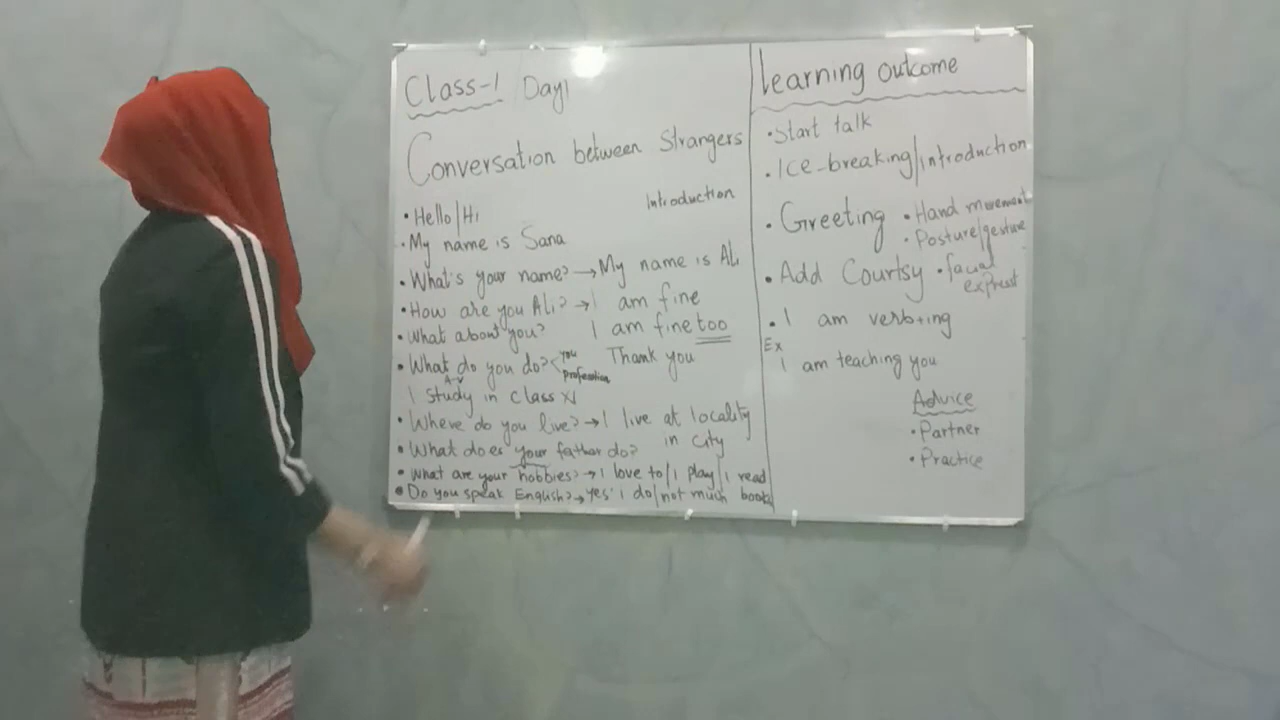 Class-1 Day1
Conversation between Strangers
Introduction
• Hello/Hi
• My name is Sana
• What's your name? → My name is Ali
• How are you Ali? → I am fine
• What about you? I am fine too
• What do you do? < you profession Thank you
I study in class XI
• Where do you live? → I live at locality
in city
• What does your father do?
• What are your hobbies? → I love to/I play/I read
• Do you speak English? → yes' I do/not much book
Learning Outcome
• Start talk
• Ice-breaking/introduction
• Greeting • Hand movement
• Posture/gesture
• Add Courtsy • facial
express
• I am verb+ing
Ex
I am teaching you
Advice
• Partner
• Practice